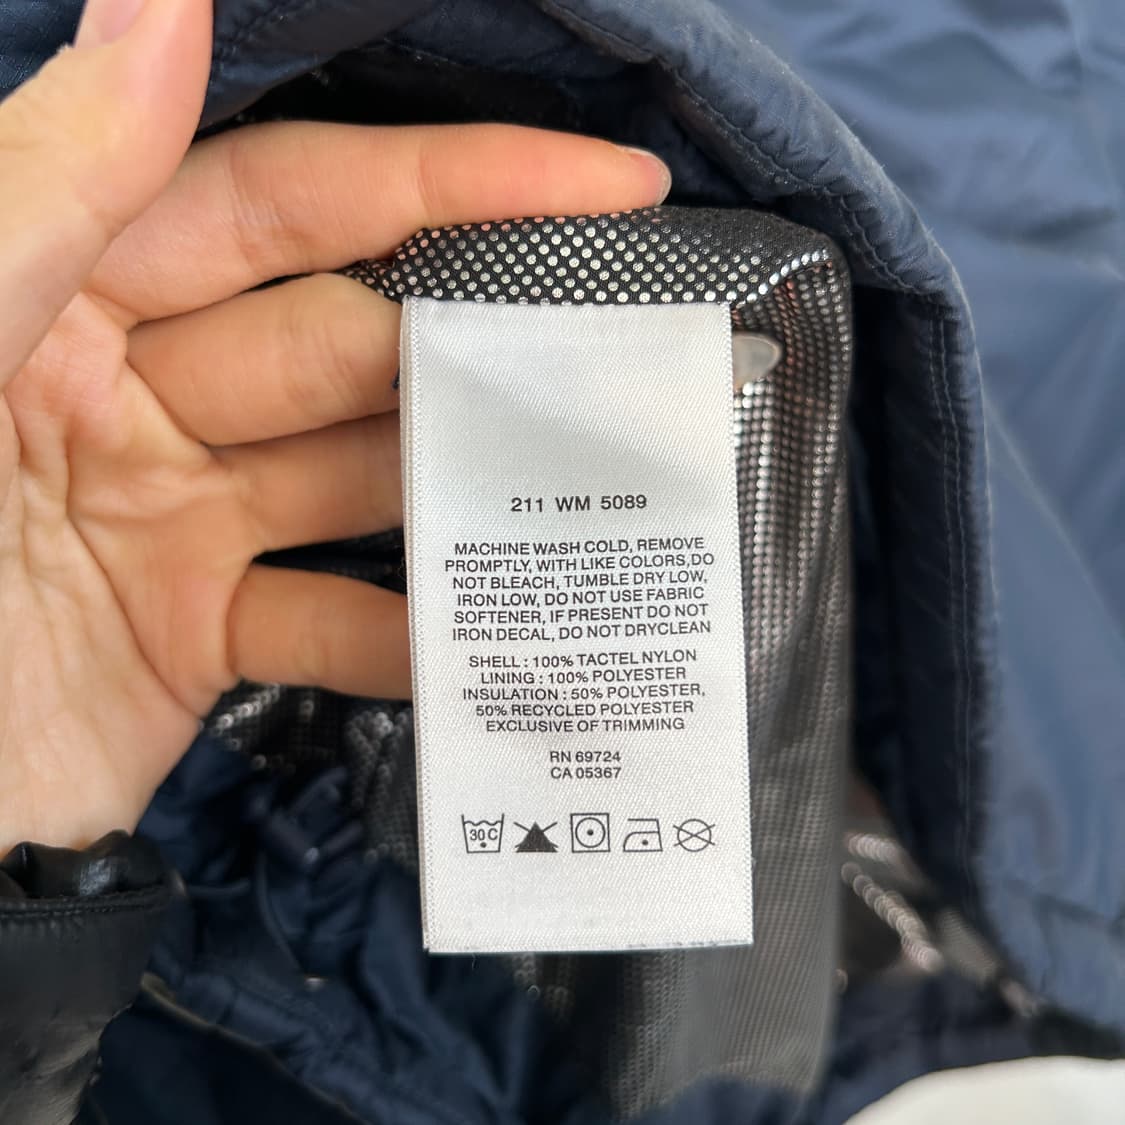 211 WM 5089
MACHINE WASH COLD, REMOVE
PROMPTLY, WITH LIKE COLORS,DO
NOT BLEACH, TUMBLE DRY LOW,
IRON LOW, DO NOT USE FABRIC
SOFTENER, IF PRESENT DO NOT
IRON DECAL, DO NOT DRYCLEAN
SHELL : 100% TACTEL NYLON
LINING : 100% POLYESTER
INSULATION : 50% POLYESTER,
50% RECYCLED POLYESTER
EXCLUSIVE OF TRIMMING
RN 69724
CA 05367
30C